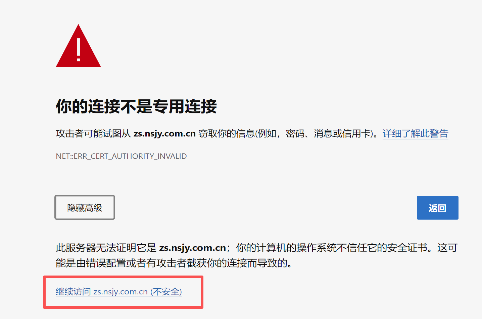 你的连接不是专用连接
攻击者可能试图从 zs.nsjy.com.cn 窃取你的信息(例如，密码、消息或信用卡)。详细了解此警告
NET::ERR_CERT_AUTHORITY_INVALID
隐藏高级
返回
此服务器无法证明它是 zs.nsjy.com.cn；你的计算机的操作系统不信任它的安全证书。这可
能是由错误配置或者有攻击者截获你的连接而导致的。
继续访问 zs.nsjy.com.cn (不安全)